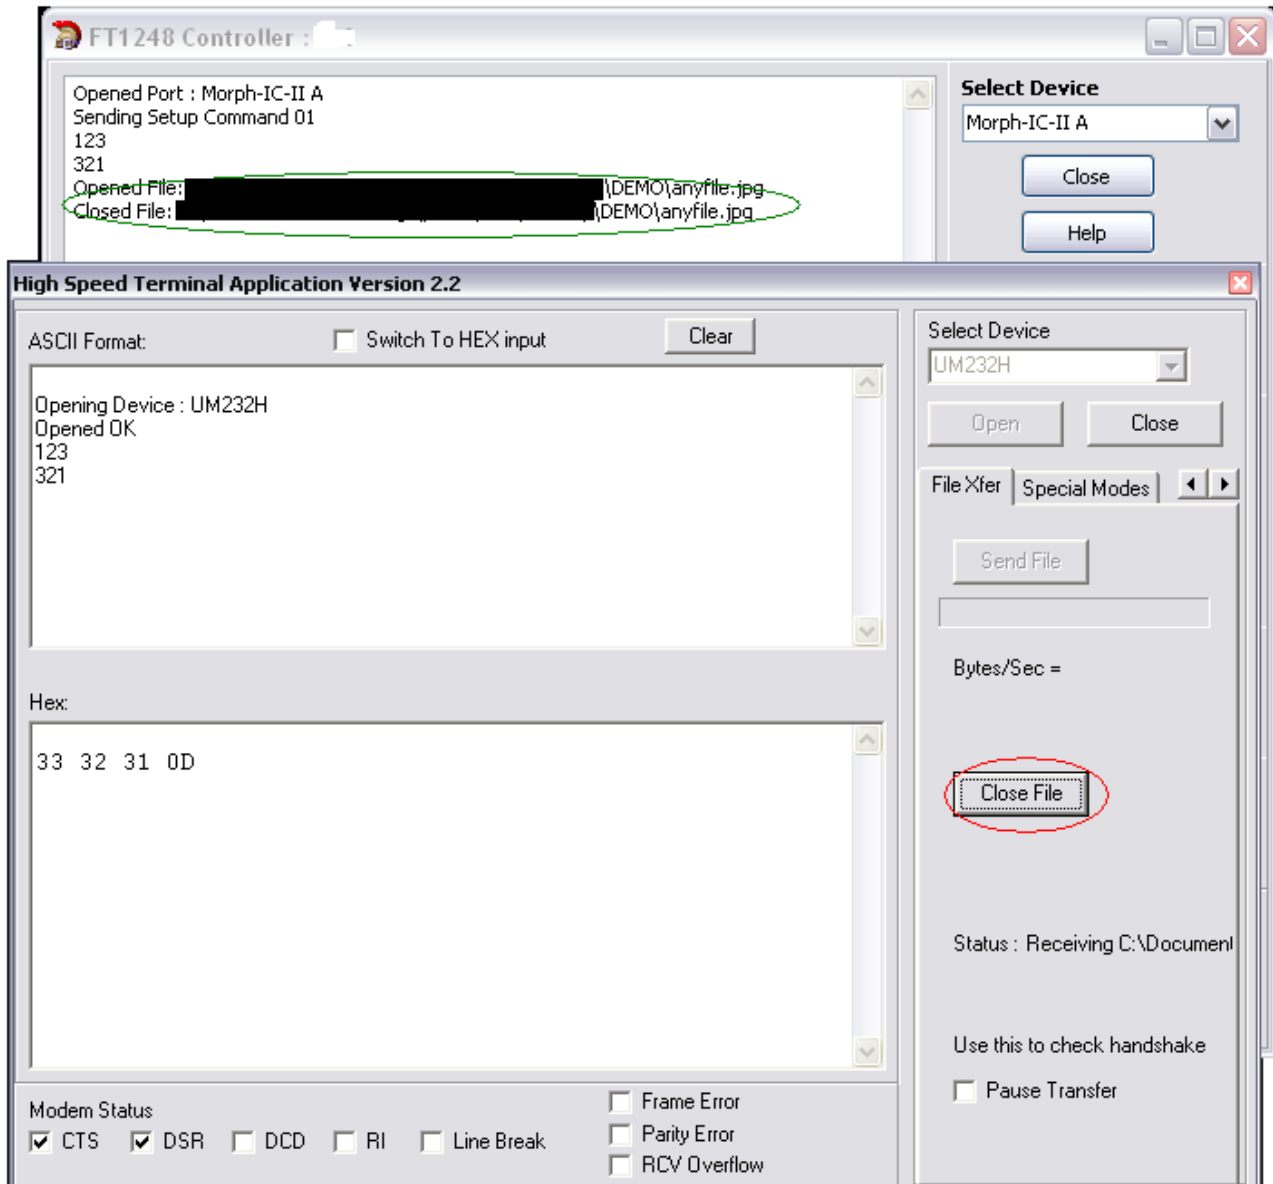 FT1248 Controller :
Opened Port : Morph-IC-II A
Sending Setup Command 01
123
321
Opened File: \DEMO\anyfile.jpg
Closed File: \DEMO\anyfile.jpg
Select Device
Morph-IC-II A
Close
Help
High Speed Terminal Application Version 2.2
ASCII Format:
Switch To HEX input
Clear
Opening Device : UM232H
Opened OK
123
321
Hex:
33 32 31 0D
Modem Status
CTS DSR DCD RI Line Break
Frame Error
Parity Error
RCV Overflow
Select Device
UM232H
Open Close
File Xfer Special Modes
Send File
Bytes/Sec =
Close File
Status : Receiving C:\Document
Use this to check handshake
Pause Transfer